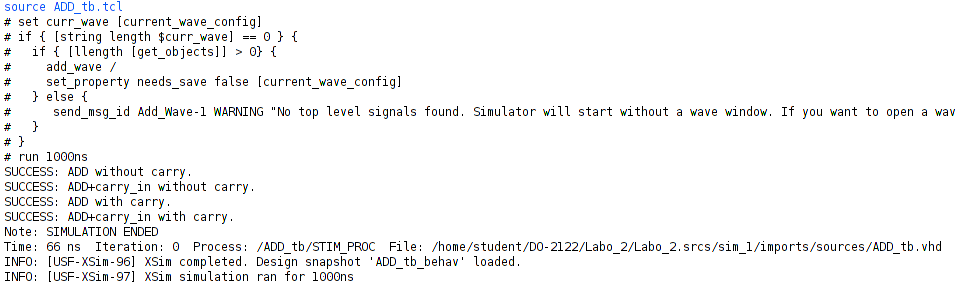 source ADD_tb.tcl
# set curr_wave [current_wave_config]
# if { [string length $curr_wave] == 0 } {
#   if { [llength [get_objects]] > 0} {
#     add_wave /
#     set_property needs_save false [current_wave_config]
#   } else {
#      send_msg_id Add_Wave-1 WARNING "No top level signals found. Simulator will start without a wave window. If you want to open a wav
#   }
# }
# run 1000ns
SUCCESS: ADD without carry.
SUCCESS: ADD+carry_in without carry.
SUCCESS: ADD with carry.
SUCCESS: ADD+carry_in with carry.
Note: SIMULATION ENDED
Time: 66 ns  Iteration: 0  Process: /ADD_tb/STIM_PROC  File: /home/student/DO-2122/Labo_2/Labo_2.srcs/sim_1/imports/sources/ADD_tb.vhd
INFO: [USF-XSim-96] XSim completed. Design snapshot 'ADD_tb_behav' loaded.
INFO: [USF-XSim-97] XSim simulation ran for 1000ns